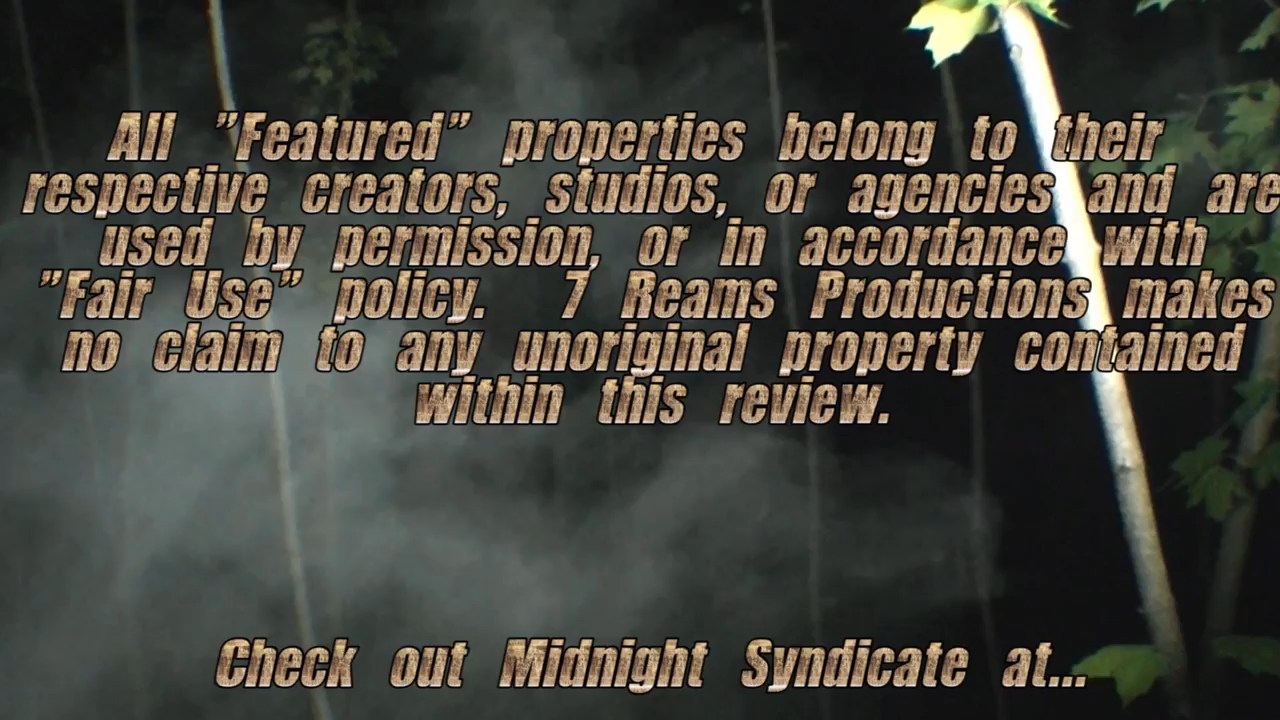 All "Featured" properties belong to their
respective creators, studios, or agencies and are
used by permission, or in accordance with
"Fair Use" policy. 7 Reams Productions makes
no claim to any unoriginal property contained
within this review.
Check out Midnight Syndicate at...